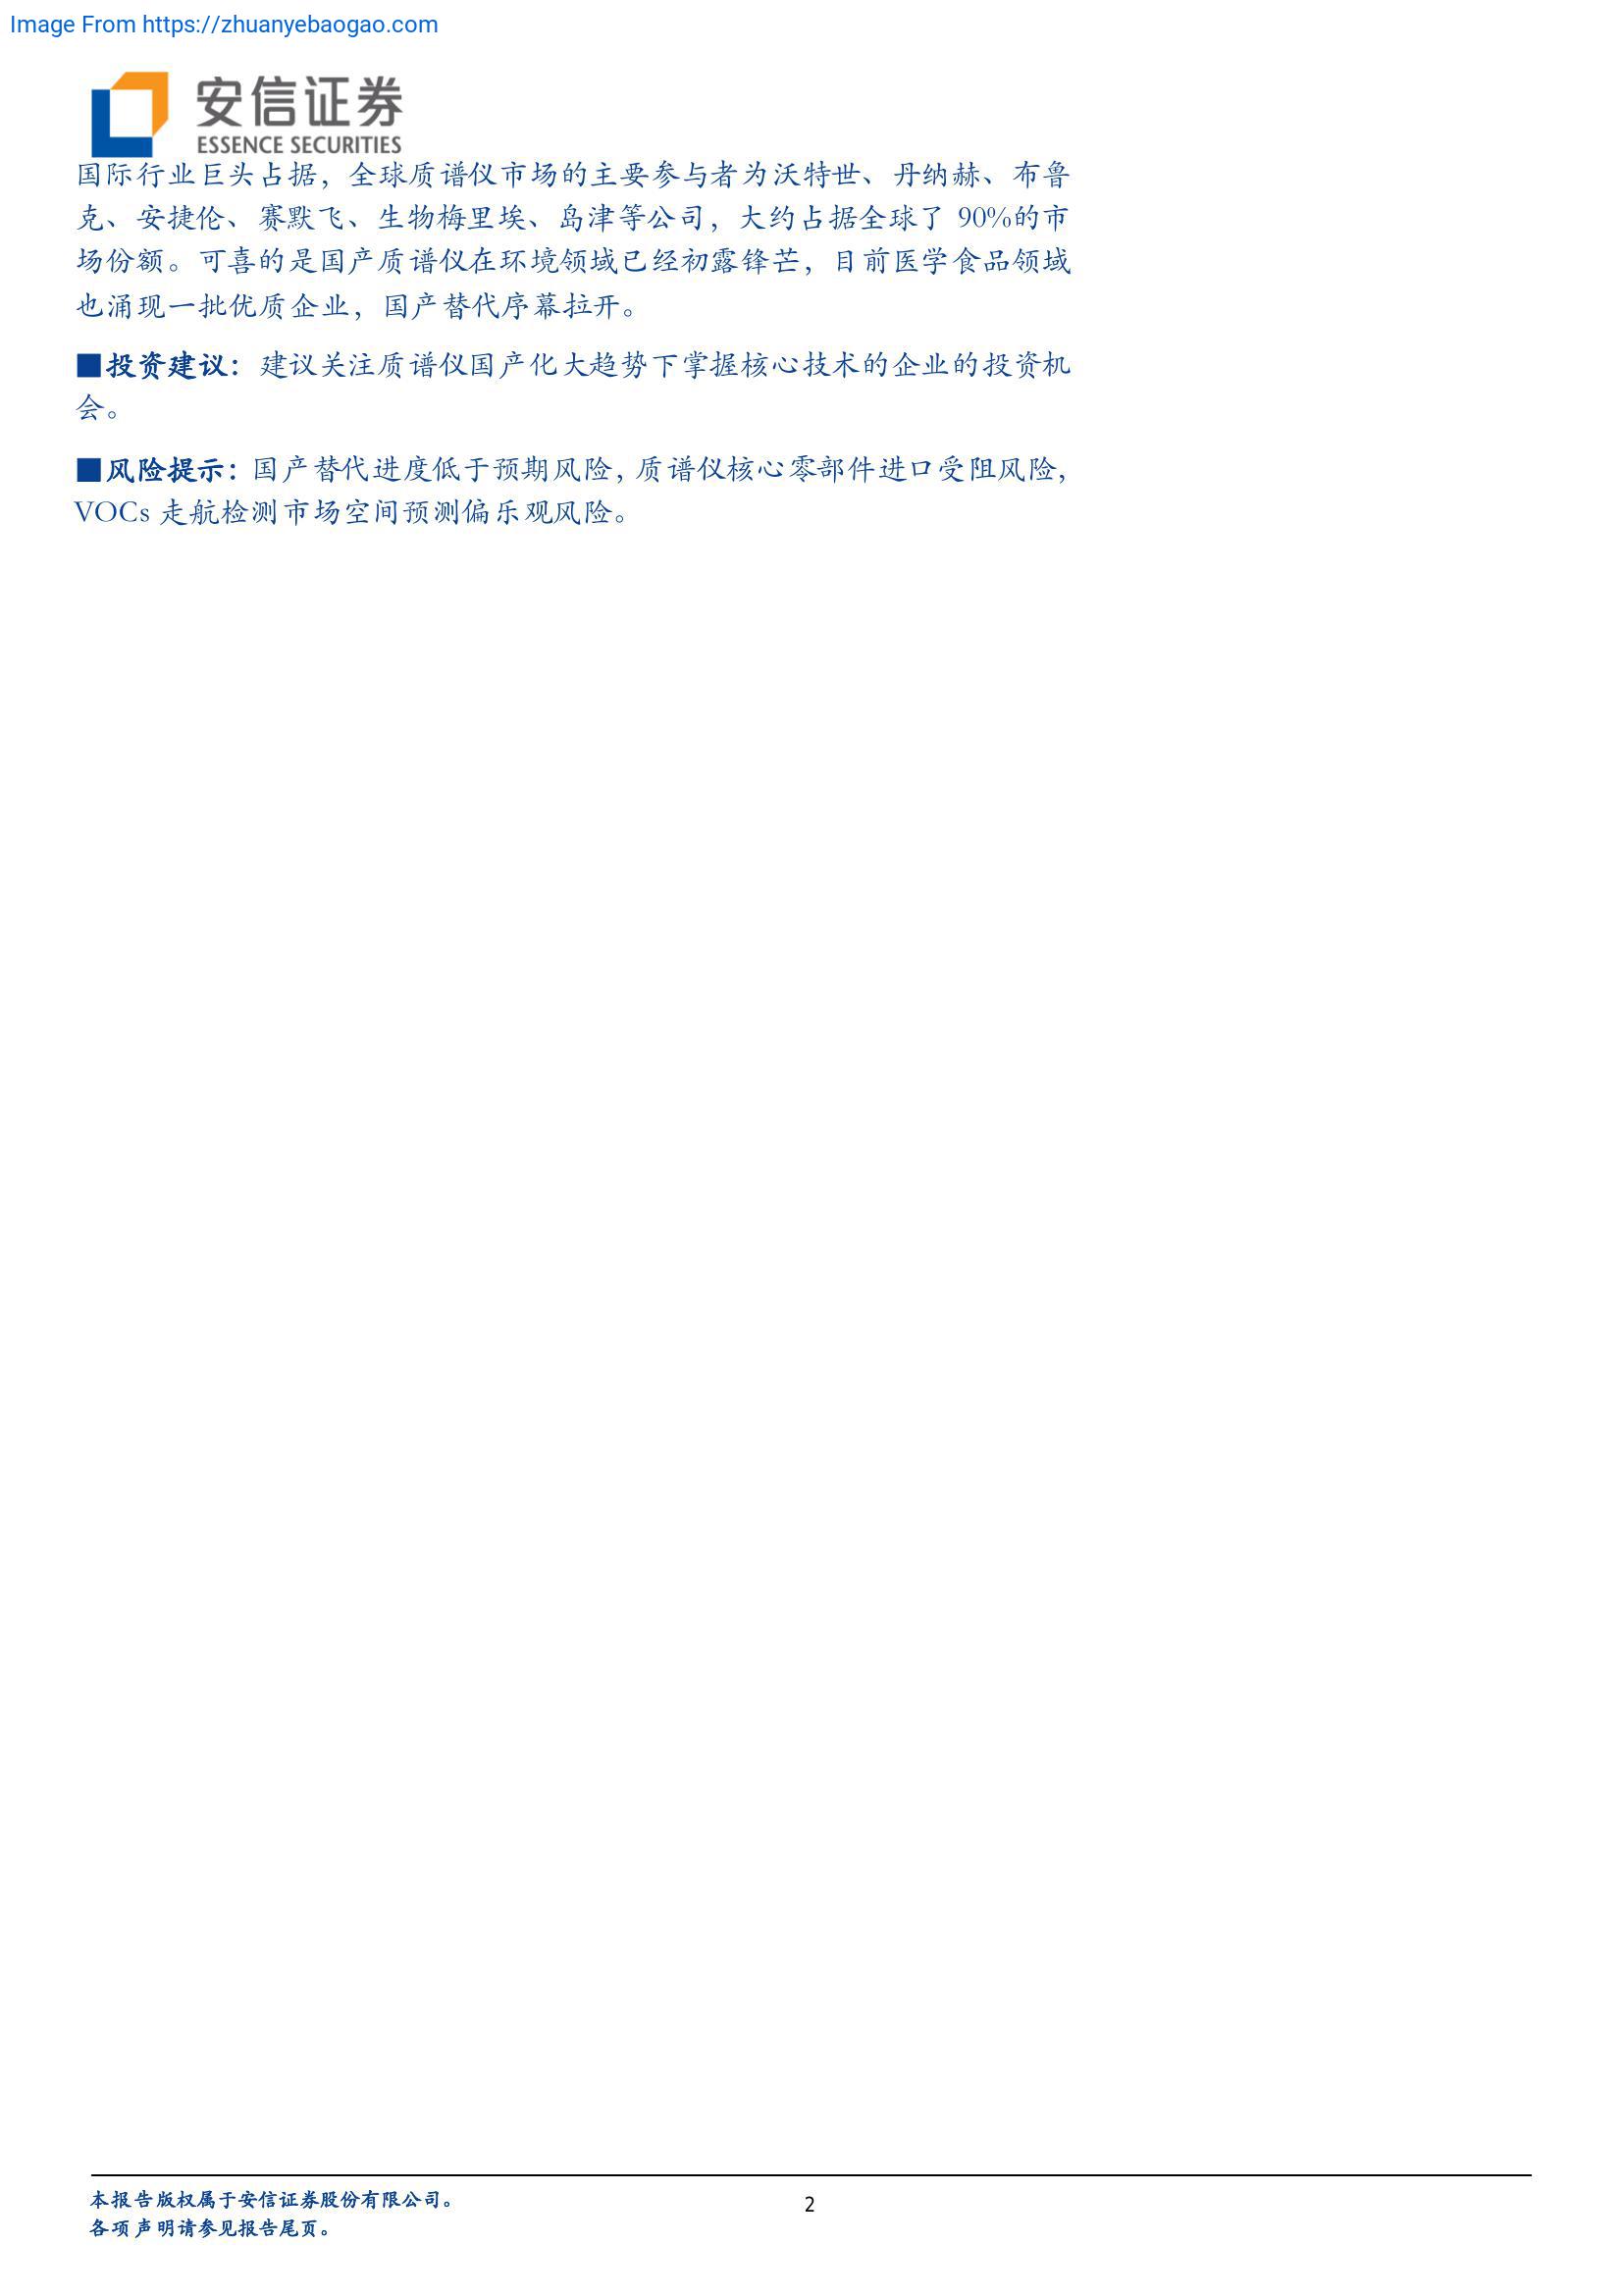 Image From https://zhuanyebaogao.com
安信证券
ESSENCE SECURITIES
国际行业巨头占据，全球质谱仪市场的主要参与者为沃特世、丹纳赫、布鲁
克、安捷伦、赛默飞、生物梅里埃、岛津等公司，大约占据全球了 90%的市
场份额。可喜的是国产质谱仪在环境领域已经初露锋芒，目前医学食品领域
也涌现一批优质企业，国产替代序幕拉开。
■投资建议：建议关注质谱仪国产化大趋势下掌握核心技术的企业的投资机
会。
■风险提示：国产替代进度低于预期风险，质谱仪核心零部件进口受阻风险，
VOCs 走航检测市场空间预测偏乐观风险。
本报告版权属于安信证券股份有限公司。
2
各项声明请参见报告尾页。